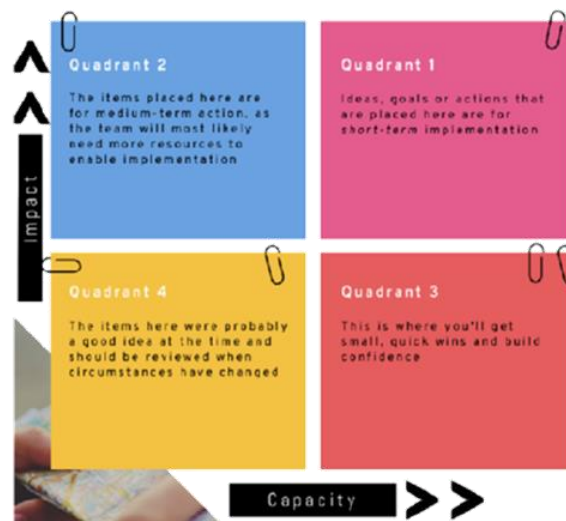 Quadrant 2
The items placed here are
for medium-term action, as
the team will most likely
need more resources to
enable implementation
Quadrant 1
Ideas, goals or actions that
are placed here are for
short-term implementation
Impact
Quadrant 4
The items here were probably
a good idea at the time and
should be reviewed when
circumstances have changed
Quadrant 3
This is where you'll get
small, quick wins and build
confidence
Capacity